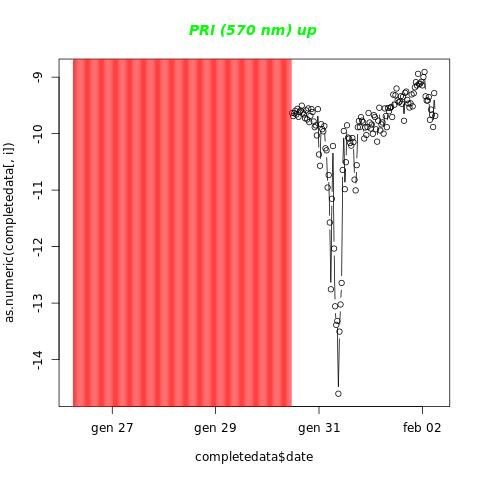 PRI (570 nm) up
as.numeric(completedata[, i])
-9
-10
-11
-12
-13
-14
gen 27
gen 29
gen 31
feb 02
completedata$date